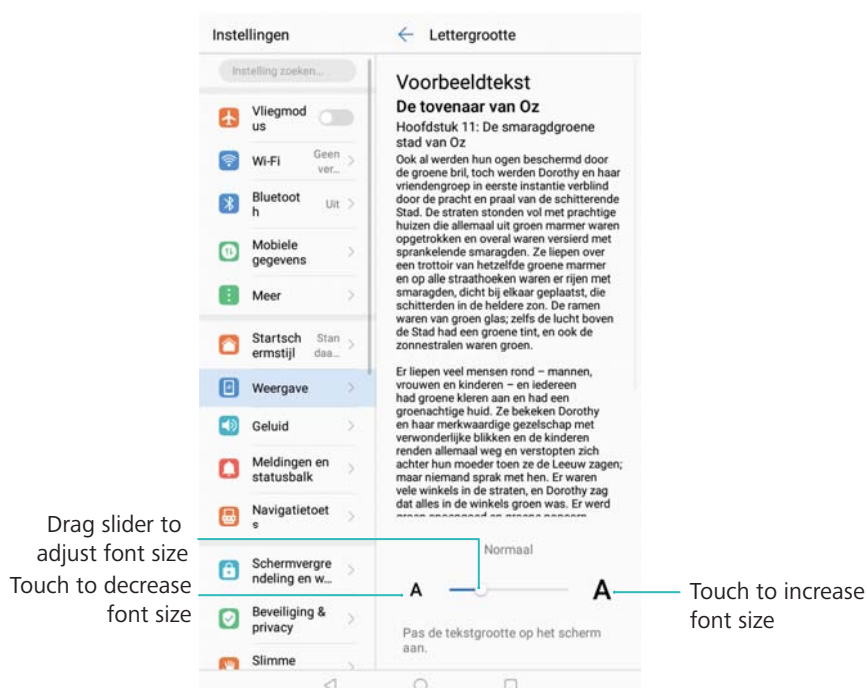 Instellingen
Instelling zoeken...
Vliegmod
us
Wi-Fi
Geen
ver...
Bluetoot
h
Uit
Mobiele
gegevens
Meer
Startsch
ermstijl
Stan
daa...
Weergave
Geluid
Meldingen en
statusbalk
Navigatietoet
s
Schermvergre
ndeling en w...
Beveiliging &
privacy
Slimme
Lettergrootte
Voorbeeldtekst
De tovenaar van Oz
Hoofdstuk 11: De smaragdgroene
stad van Oz
Ook al werden hun ogen beschermd door
de groene bril, toch werden Dorothy en haar
vriendengroep in eerste instantie verblind
door de pracht en praal van de schitterende
Stad. De straten stonden vol met prachtige
huizen die allemaal uit groen marmer waren
opgetrokken en overal waren versierd met
sprankelende smaragden. Ze liepen over
een trottoir van hetzelfde groene marmer
en op alle straathoeken waren er rijen met
smaragden, dicht bij elkaar geplaatst, die
schitterden in de heldere zon. De ramen
waren van groen glas; zelfs de lucht boven
de Stad had een groene tint, en ook de
zonnestralen waren groen.
Er liepen veel mensen rond – mannen,
vrouwen en kinderen – en iedereen
had groene kleren aan en had een
groenachtige huid. Ze bekeken Dorothy
en haar merkwaardige gezelschap met
verwonderlijke blikken en de kinderen
renden allemaal weg en verstopten zich
achter hun moeder toen ze de Leeuw zagen;
maar niemand sprak met hen. Er waren
vele winkels in de straten, en Dorothy zag
dat alles in de winkels groen was. Er werd
Normaal
A
A
Pas de tekstgrootte op het scherm
aan.
Drag slider to
adjust font size
Touch to decrease
font size
Touch to increase
font size